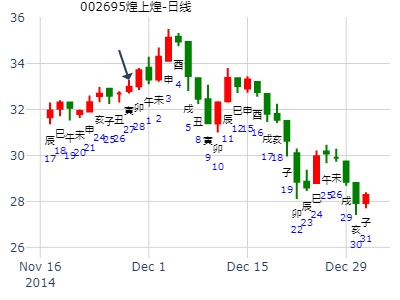 002695煌上煌-日线
36
34
32
30
28
26
辰
17
巳
18
午
19
未
20
申
21
亥
24
子
25
丑
26
寅
27
卯
28
午
1
未
2
申
3
酉
4
戌
5
丑
8
寅
9
卯
10
辰
11
巳
12
申
15
酉
16
戌
17
亥
18
子
19
卯
22
辰
23
巳
24
午
25
未
26
戌
29
亥
30
子
31
Nov 16
2014
Dec 1
Dec 15
Dec 29